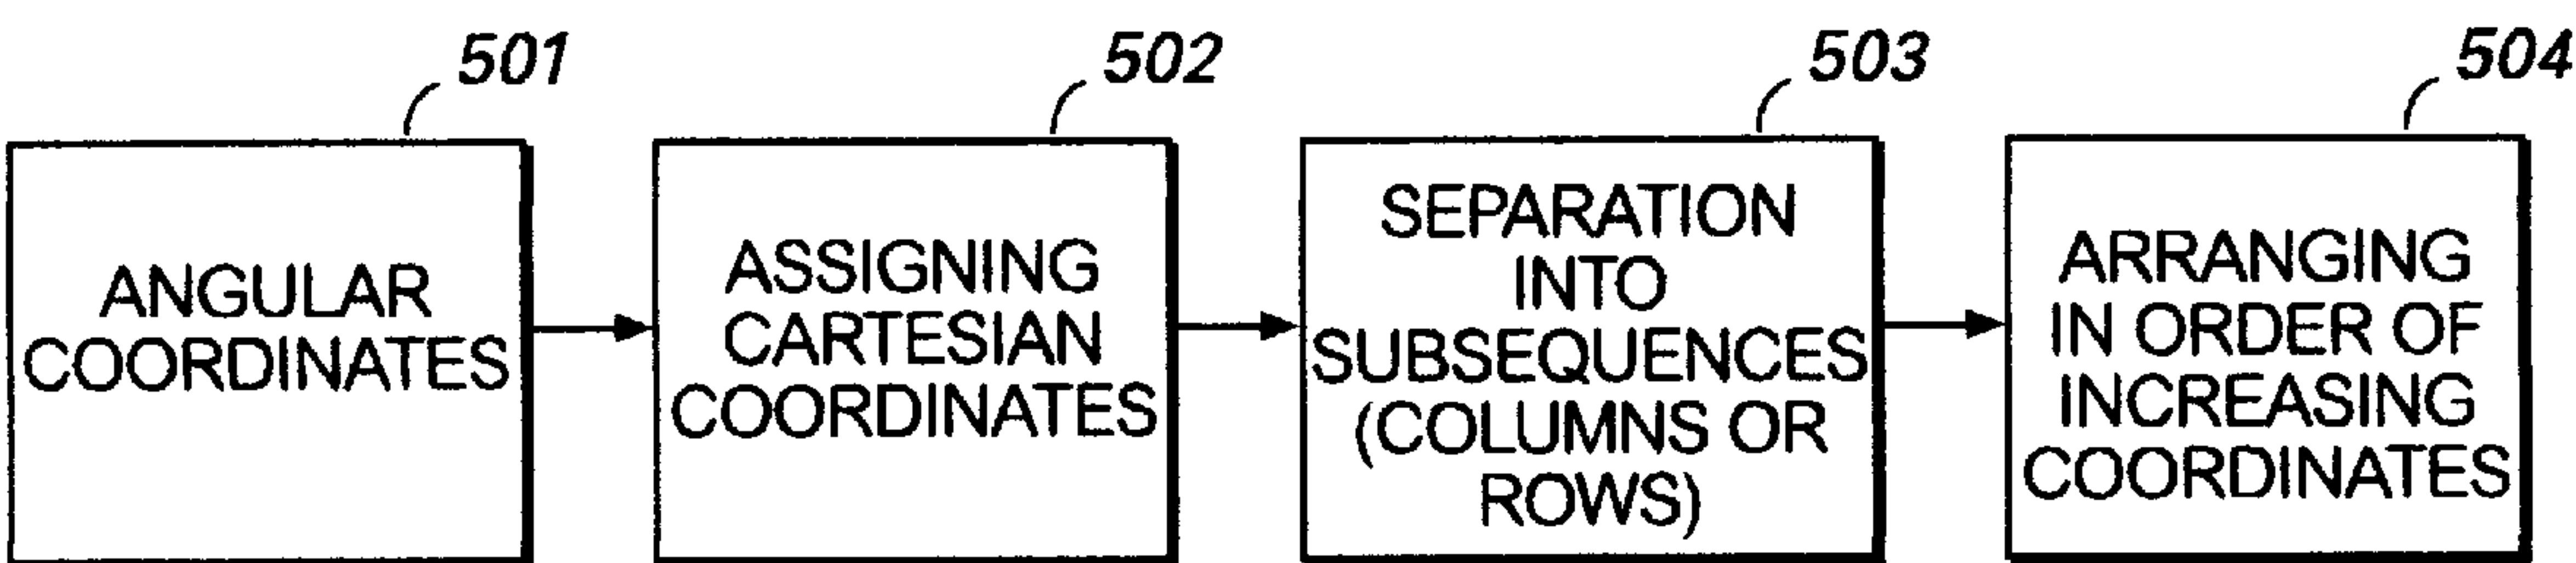 501
ANGULAR
COORDINATES
502
ASSIGNING
CARTESIAN
COORDINATES
503
SEPARATION
INTO
SUBSEQUENCES
(COLUMNS OR
ROWS)
504
ARRANGING
IN ORDER OF
INCREASING
COORDINATES